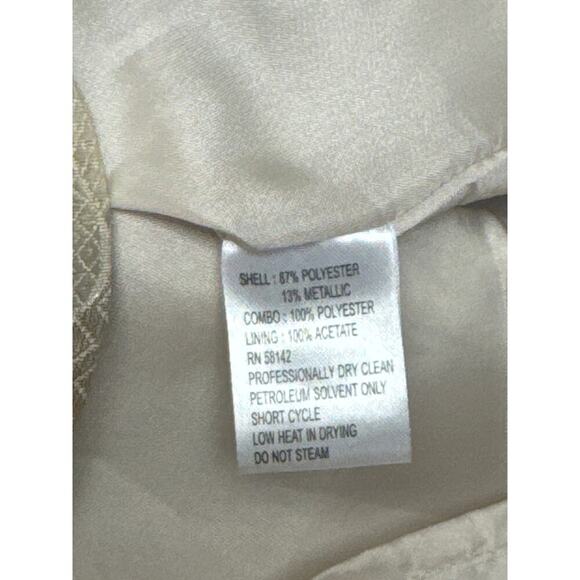 SHELL : 87% POLYESTER
13% METALLIC
COMBO : 100% POLYESTER
LINING : 100% ACETATE
RN 58142
PROFESSIONALLY DRY CLEAN
PETROLEUM SOLVENT ONLY
SHORT CYCLE
LOW HEAT IN DRYING
DO NOT STEAM